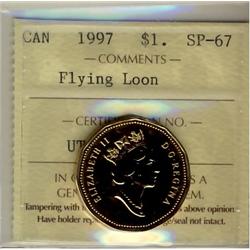 CAN 1997 $1. SP-67
COMMENTS
Flying Loon
NO.
UT
ELIZABETH II D·G·REGINA
IN A
GEN M.
Tampering with above opinion.
Have holder seal not intact.